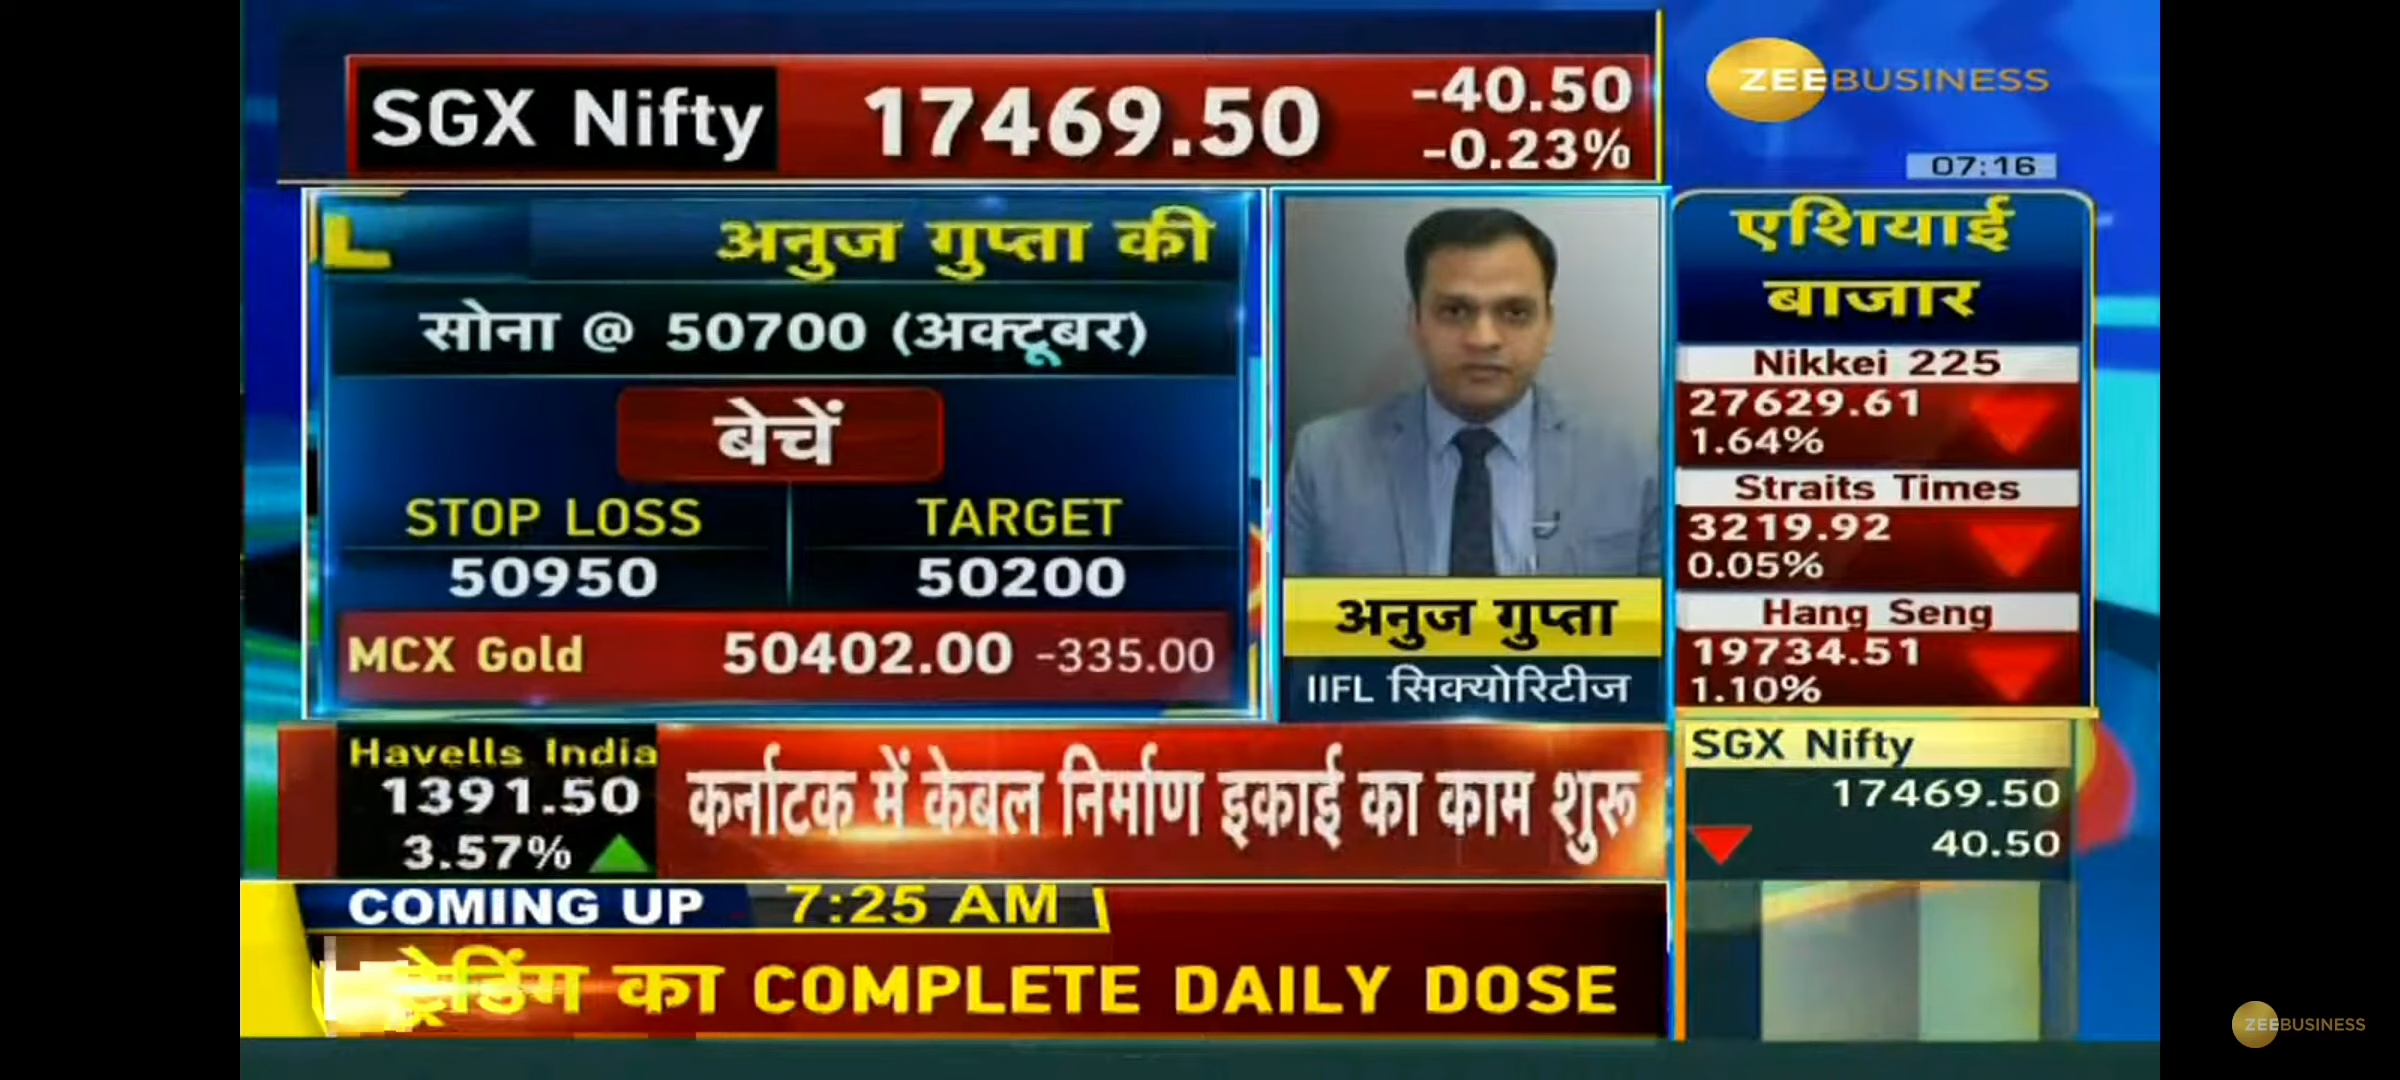 SGX Nifty 17469.50 -40.50
-0.23%
ZEEBUSINESS
07:16
L अनुज गुप्ता की
सोना @ 50700 (अक्टूबर)
बेचें
STOP LOSS TARGET
50950 50200
MCX Gold 50402.00 -335.00
अनुज गुप्ता
IIFL सिक्योरिटीज
एशियाई
बाजार
Nikkei 225
27629.61
1.64%
Straits Times
3219.92
0.05%
Hang Seng
19734.51
1.10%
SGX Nifty
17469.50
40.50
Havells India
1391.50
3.57%
कर्नाटक में केबल निर्माण इकाई का काम शुरू
COMING UP 7:25 AM
ट्रेडिंग का COMPLETE DAILY DOSE
ZEEBUSINESS